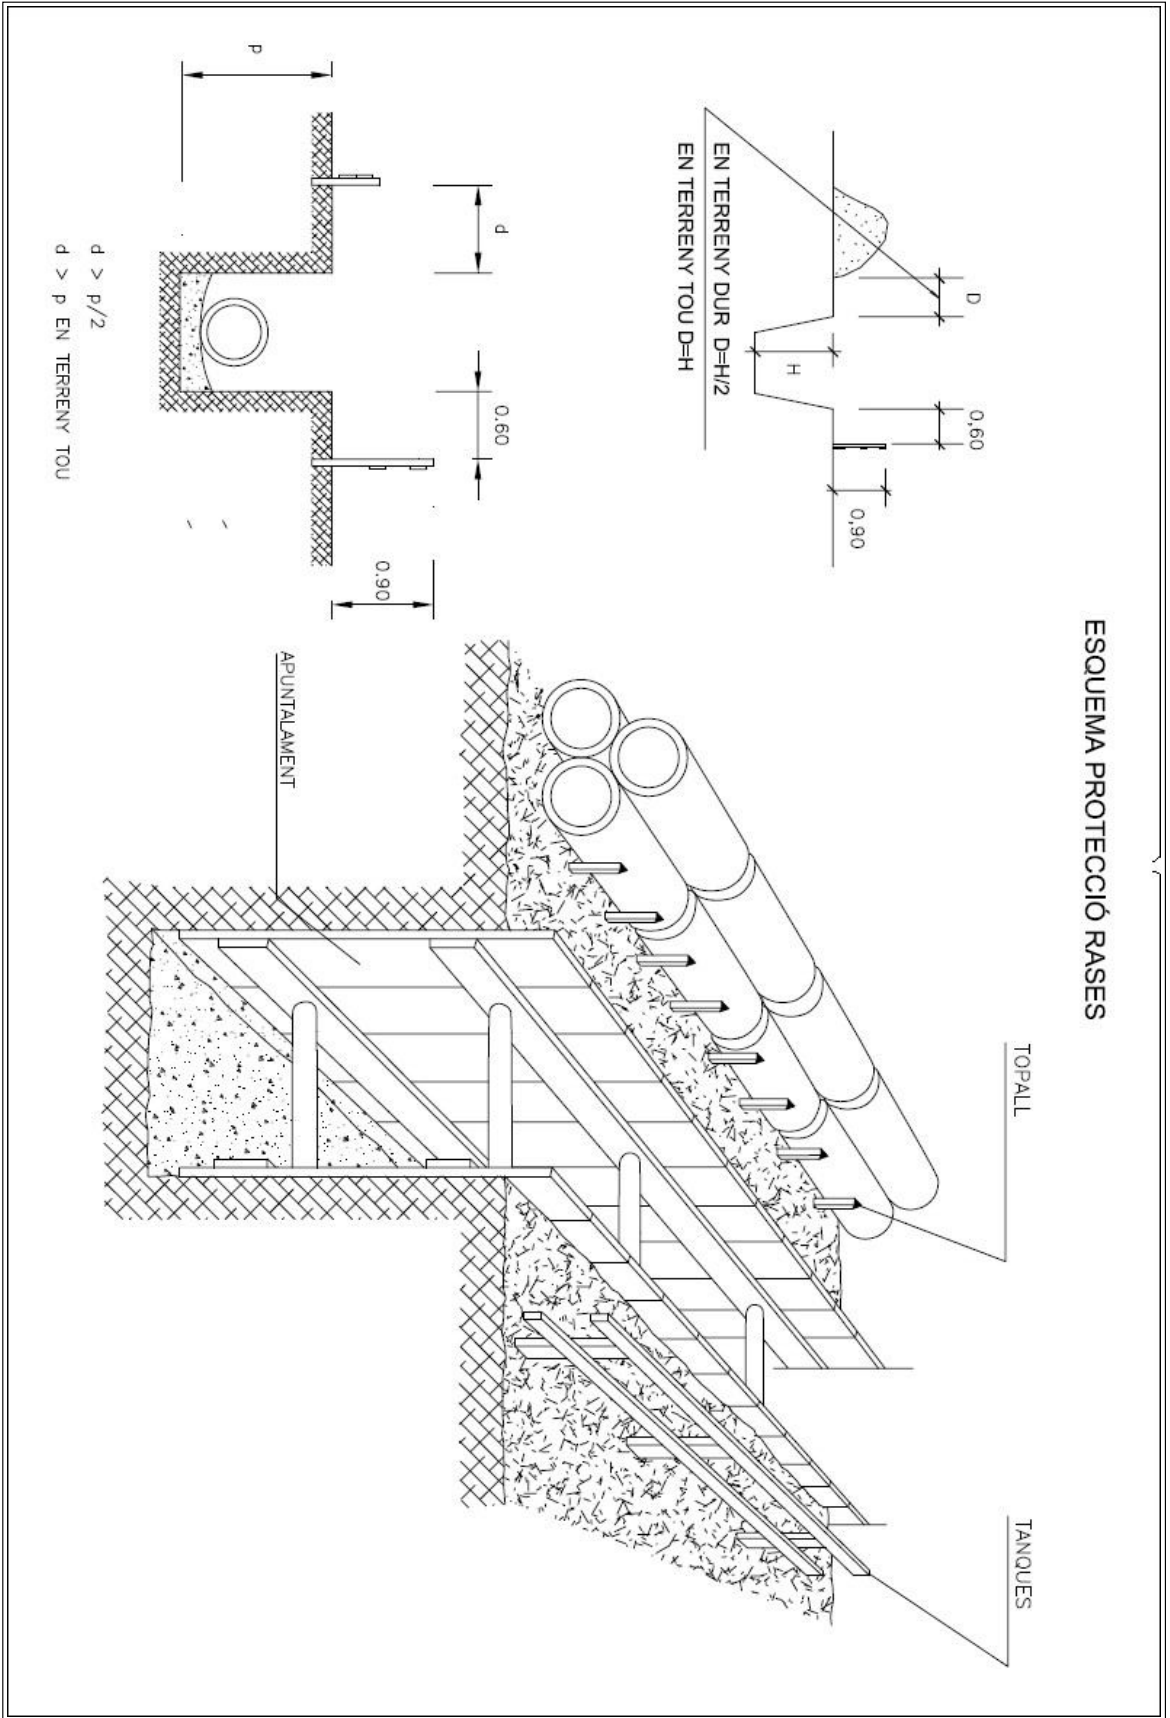 ESQUEMA PROTECCIÓ RASES
D
0,60
H
0,90
EN TERRENY DUR D=H/2
EN TERRENY TOU D=H
TOPALL
TANQUES
d
0.60
p
0.90
d > p/2
d > p EN TERRENY TOU
APUNTALAMENT